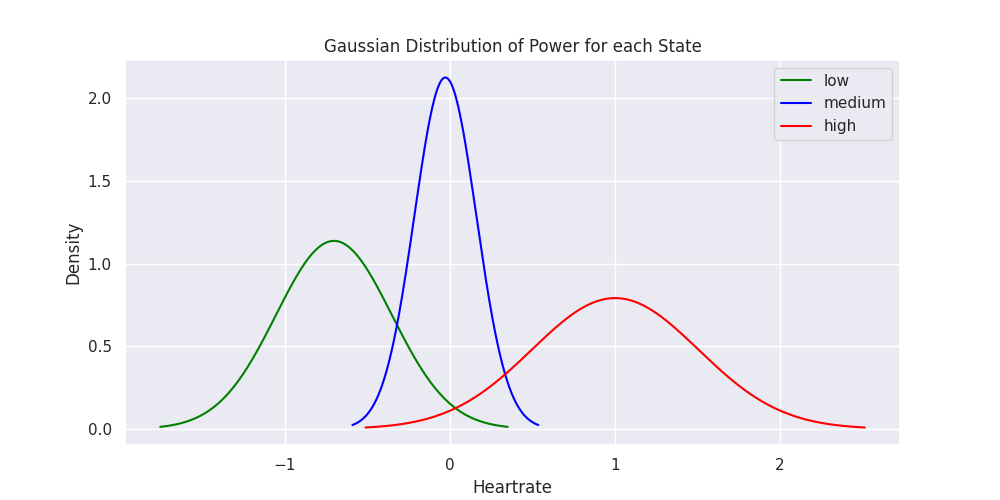 Gaussian Distribution of Power for each State
low
medium
high
2.0
1.5
1.0
0.5
0.0
Density
−1
0
1
2
Heartrate